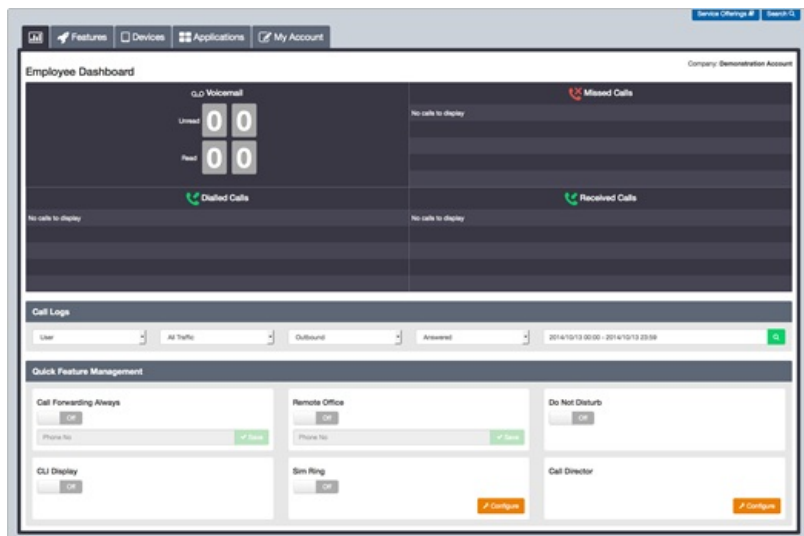 Service Offerings
Search
Features
Devices
Applications
My Account
Employee Dashboard
Company: Demonstration Account
Voicemail
Unread 0 0
Read 0 0
Missed Calls
No calls to display
Dialled Calls
No calls to display
Received Calls
No calls to display
Call Logs
User
All Traffic
Outbound
Answered
2014/10/13 00:00 - 2014/10/13 23:59
Quick Feature Management
Call Forwarding Always
Off
Phone No
Save
Remote Office
Off
Phone No
Save
Do Not Disturb
Off
CLI Display
Off
Sim Ring
Off
Configure
Call Director
Configure